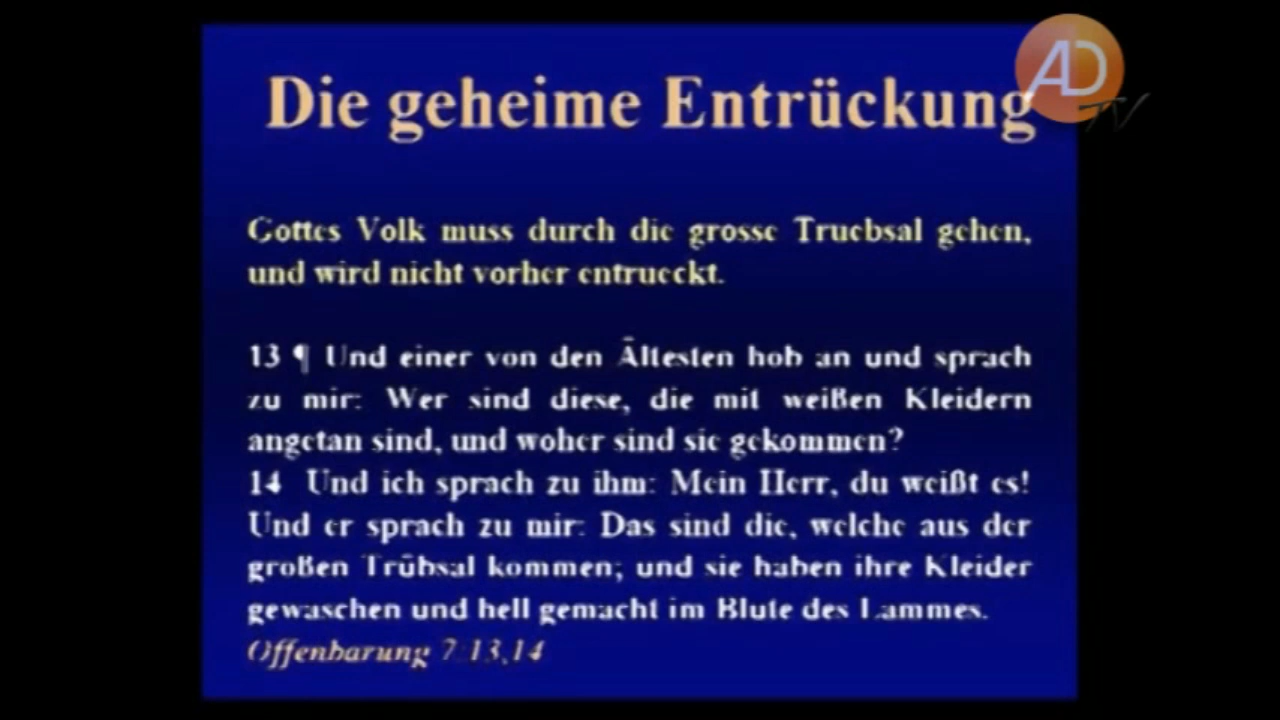 AD
TV
Die geheime Entrückung
Gottes Volk muss durch die grosse Truebsal gehen,
und wird nicht vorher entrueckt.
13 ¶ Und einer von den Ältesten hob an und sprach
zu mir: Wer sind diese, die mit weißen Kleidern
angetan sind, und woher sind sie gekommen?
14 Und ich sprach zu ihm: Mein Herr, du weißt es!
Und er sprach zu mir: Das sind die, welche aus der
großen Trübsal kommen; und sie haben ihre Kleider
gewaschen und hell gemacht im Blute des Lammes.
Offenbarung 7:13,14